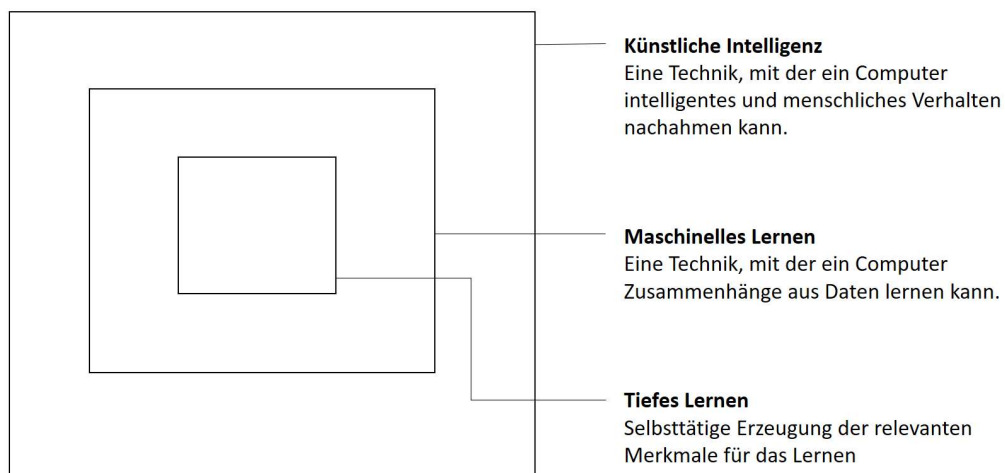 Künstliche Intelligenz
Eine Technik, mit der ein Computer
intelligentes und menschliches Verhalten
nachahmen kann.
Maschinelles Lernen
Eine Technik, mit der ein Computer
Zusammenhänge aus Daten lernen kann.
Tiefes Lernen
Selbsttätige Erzeugung der relevanten
Merkmale für das Lernen